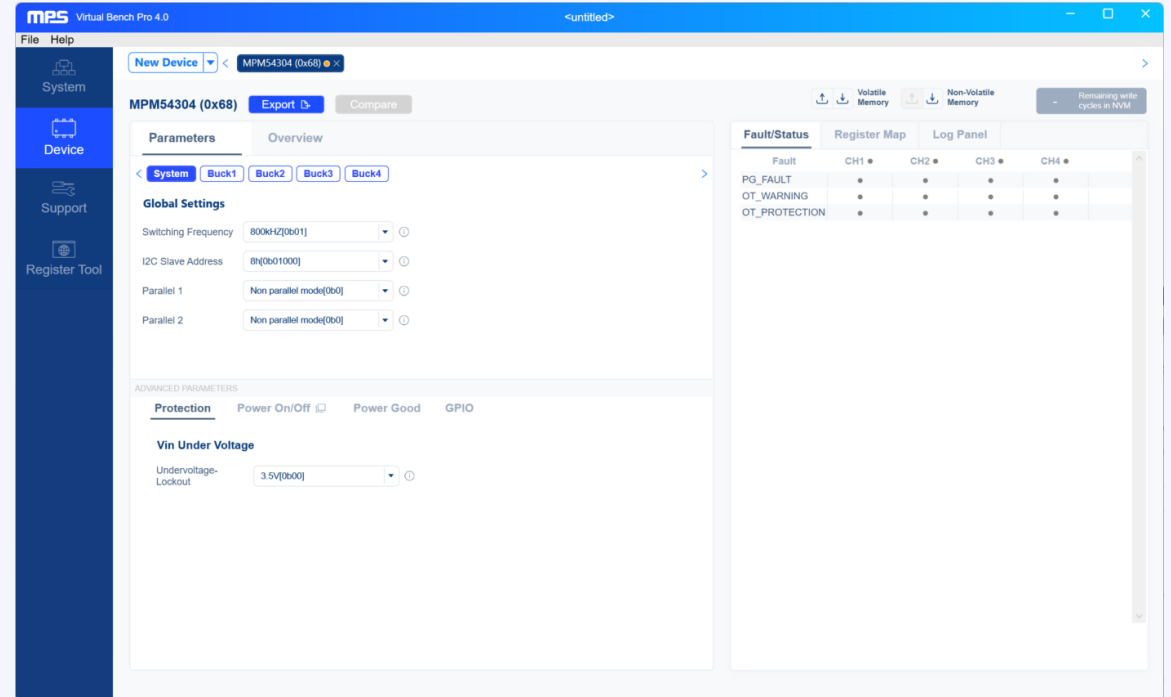 MPS Virtual Bench Pro 4.0
<untitled>
File Help
System
Device
Support
Register Tool
New Device
MPM54304 (0x68)
MPM54304 (0x68)
Export
Compare
Volatile
Memory
Non-Volatile
Memory
-
Remaining write
cycles in NVM
Parameters Overview
System Buck1 Buck2 Buck3 Buck4
Global Settings
Switching Frequency 800kHZ[0b01]
I2C Slave Address 8h[0b01000]
Parallel 1 Non parallel mode[0b0]
Parallel 2 Non parallel mode[0b0]
ADVANCED PARAMETERS
Protection Power On/Off Power Good GPIO
Vin Under Voltage
Undervoltage-
Lockout
3.5V[0b00]
Fault/Status Register Map Log Panel
Fault CH1 CH2 CH3 CH4
PG_FAULT
OT_WARNING
OT_PROTECTION